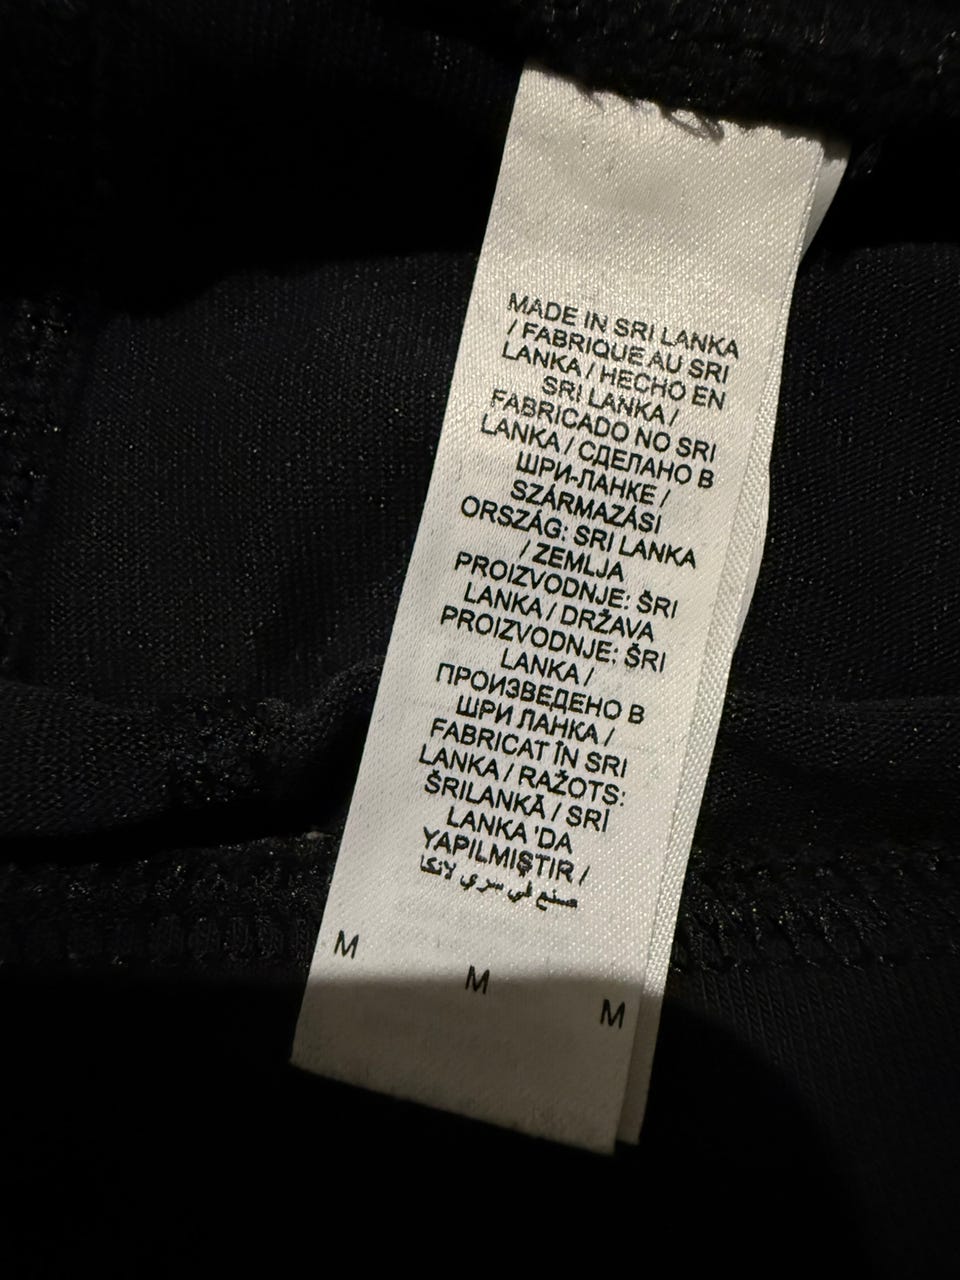 MADE IN SRI LANKA
/ FABRIQUE AU SRI
LANKA / HECHO EN
SRI LANKA /
FABRICADO NO SRI
LANKA / СДЕЛАНО В
ШРИ-ЛАНКЕ /
SZÁRMAZÁSI
ORSZÁG: SRI LANKA
/ ZEMLJA
PROIZVODNJE: ŠRI
LANKA / DRŽAVA
PROIZVODNJE: ŠRI
LANKA /
ПРОИЗВЕДЕНО В
ШРИ ЛАНКА /
FABRICAT ÎN SRI
LANKA / RAŽOTS:
ŠRILANKĀ / SRİ
LANKA 'DA
YAPILMIŞTIR /
صنع في سري لانكا
M
M
M